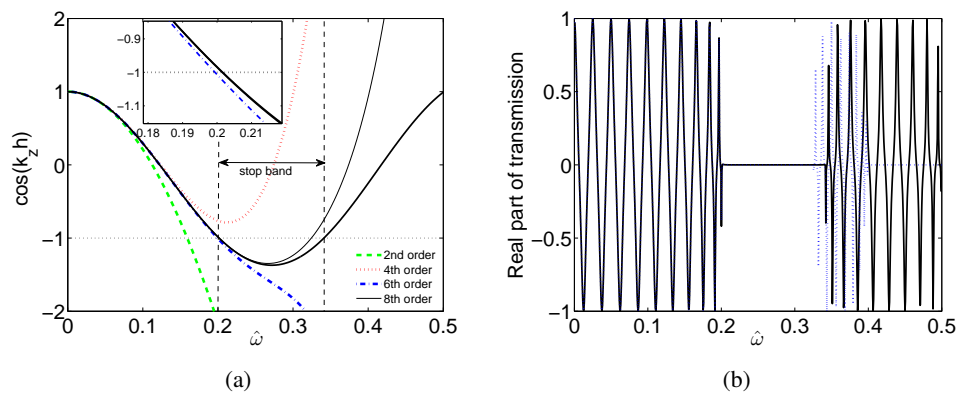 cos(k_z h)
2
1
0
−1
−2
0
0.1
0.2
0.3
0.4
0.5
ω̂
−0.9
−1
−1.1
0.18
0.19
0.2
0.21
stop band
2nd order
4th order
6th order
8th order
(a)
Real part of transmission
1
0.5
0
−0.5
−1
0
0.1
0.2
0.3
0.4
0.5
ω̂
(b)